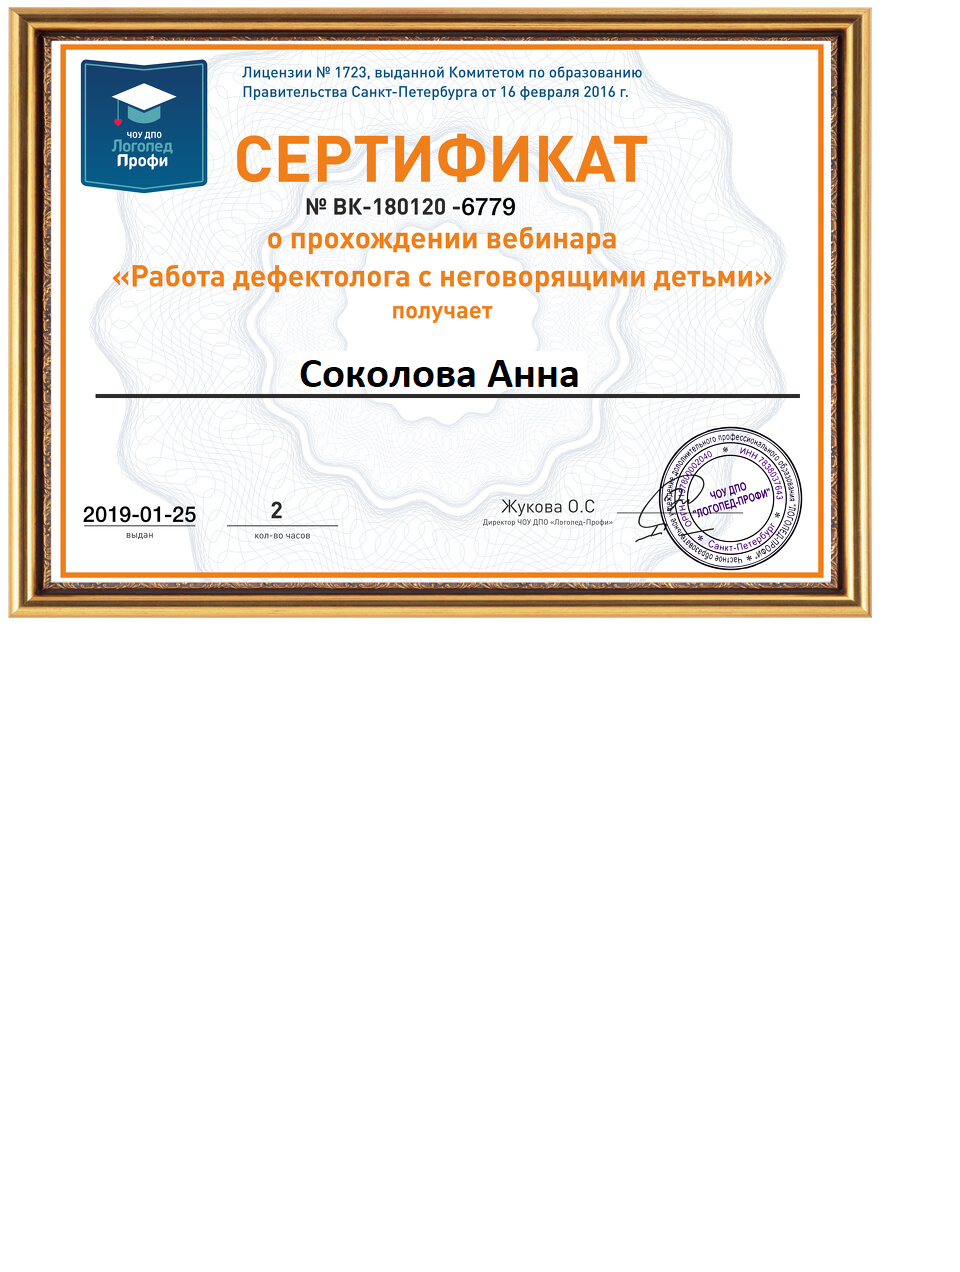 Лицензии № 1723, выданной Комитетом по образованию
Правительства Санкт-Петербурга от 16 февраля 2016 г.
ЧОУ ДПО
Логопед
Профи
СЕРТИФИКАТ
№ ВК-180120 -6779
о прохождении вебинара
«Работа дефектолога с неговорящими детьми»
получает
Соколова Анна
2019-01-25
выдан
2
кол-во часов
Жукова О.С
Директор ЧОУ ДПО «Логопед-Профи»
Частное образовательное учреждение дополнительного профессионального образования "ЛОГОПЕД-ПРОФИ"
ИНН 7838037643
Санкт-Петербург
ЧОУ ДПО
"ЛОГОПЕД-ПРОФИ"